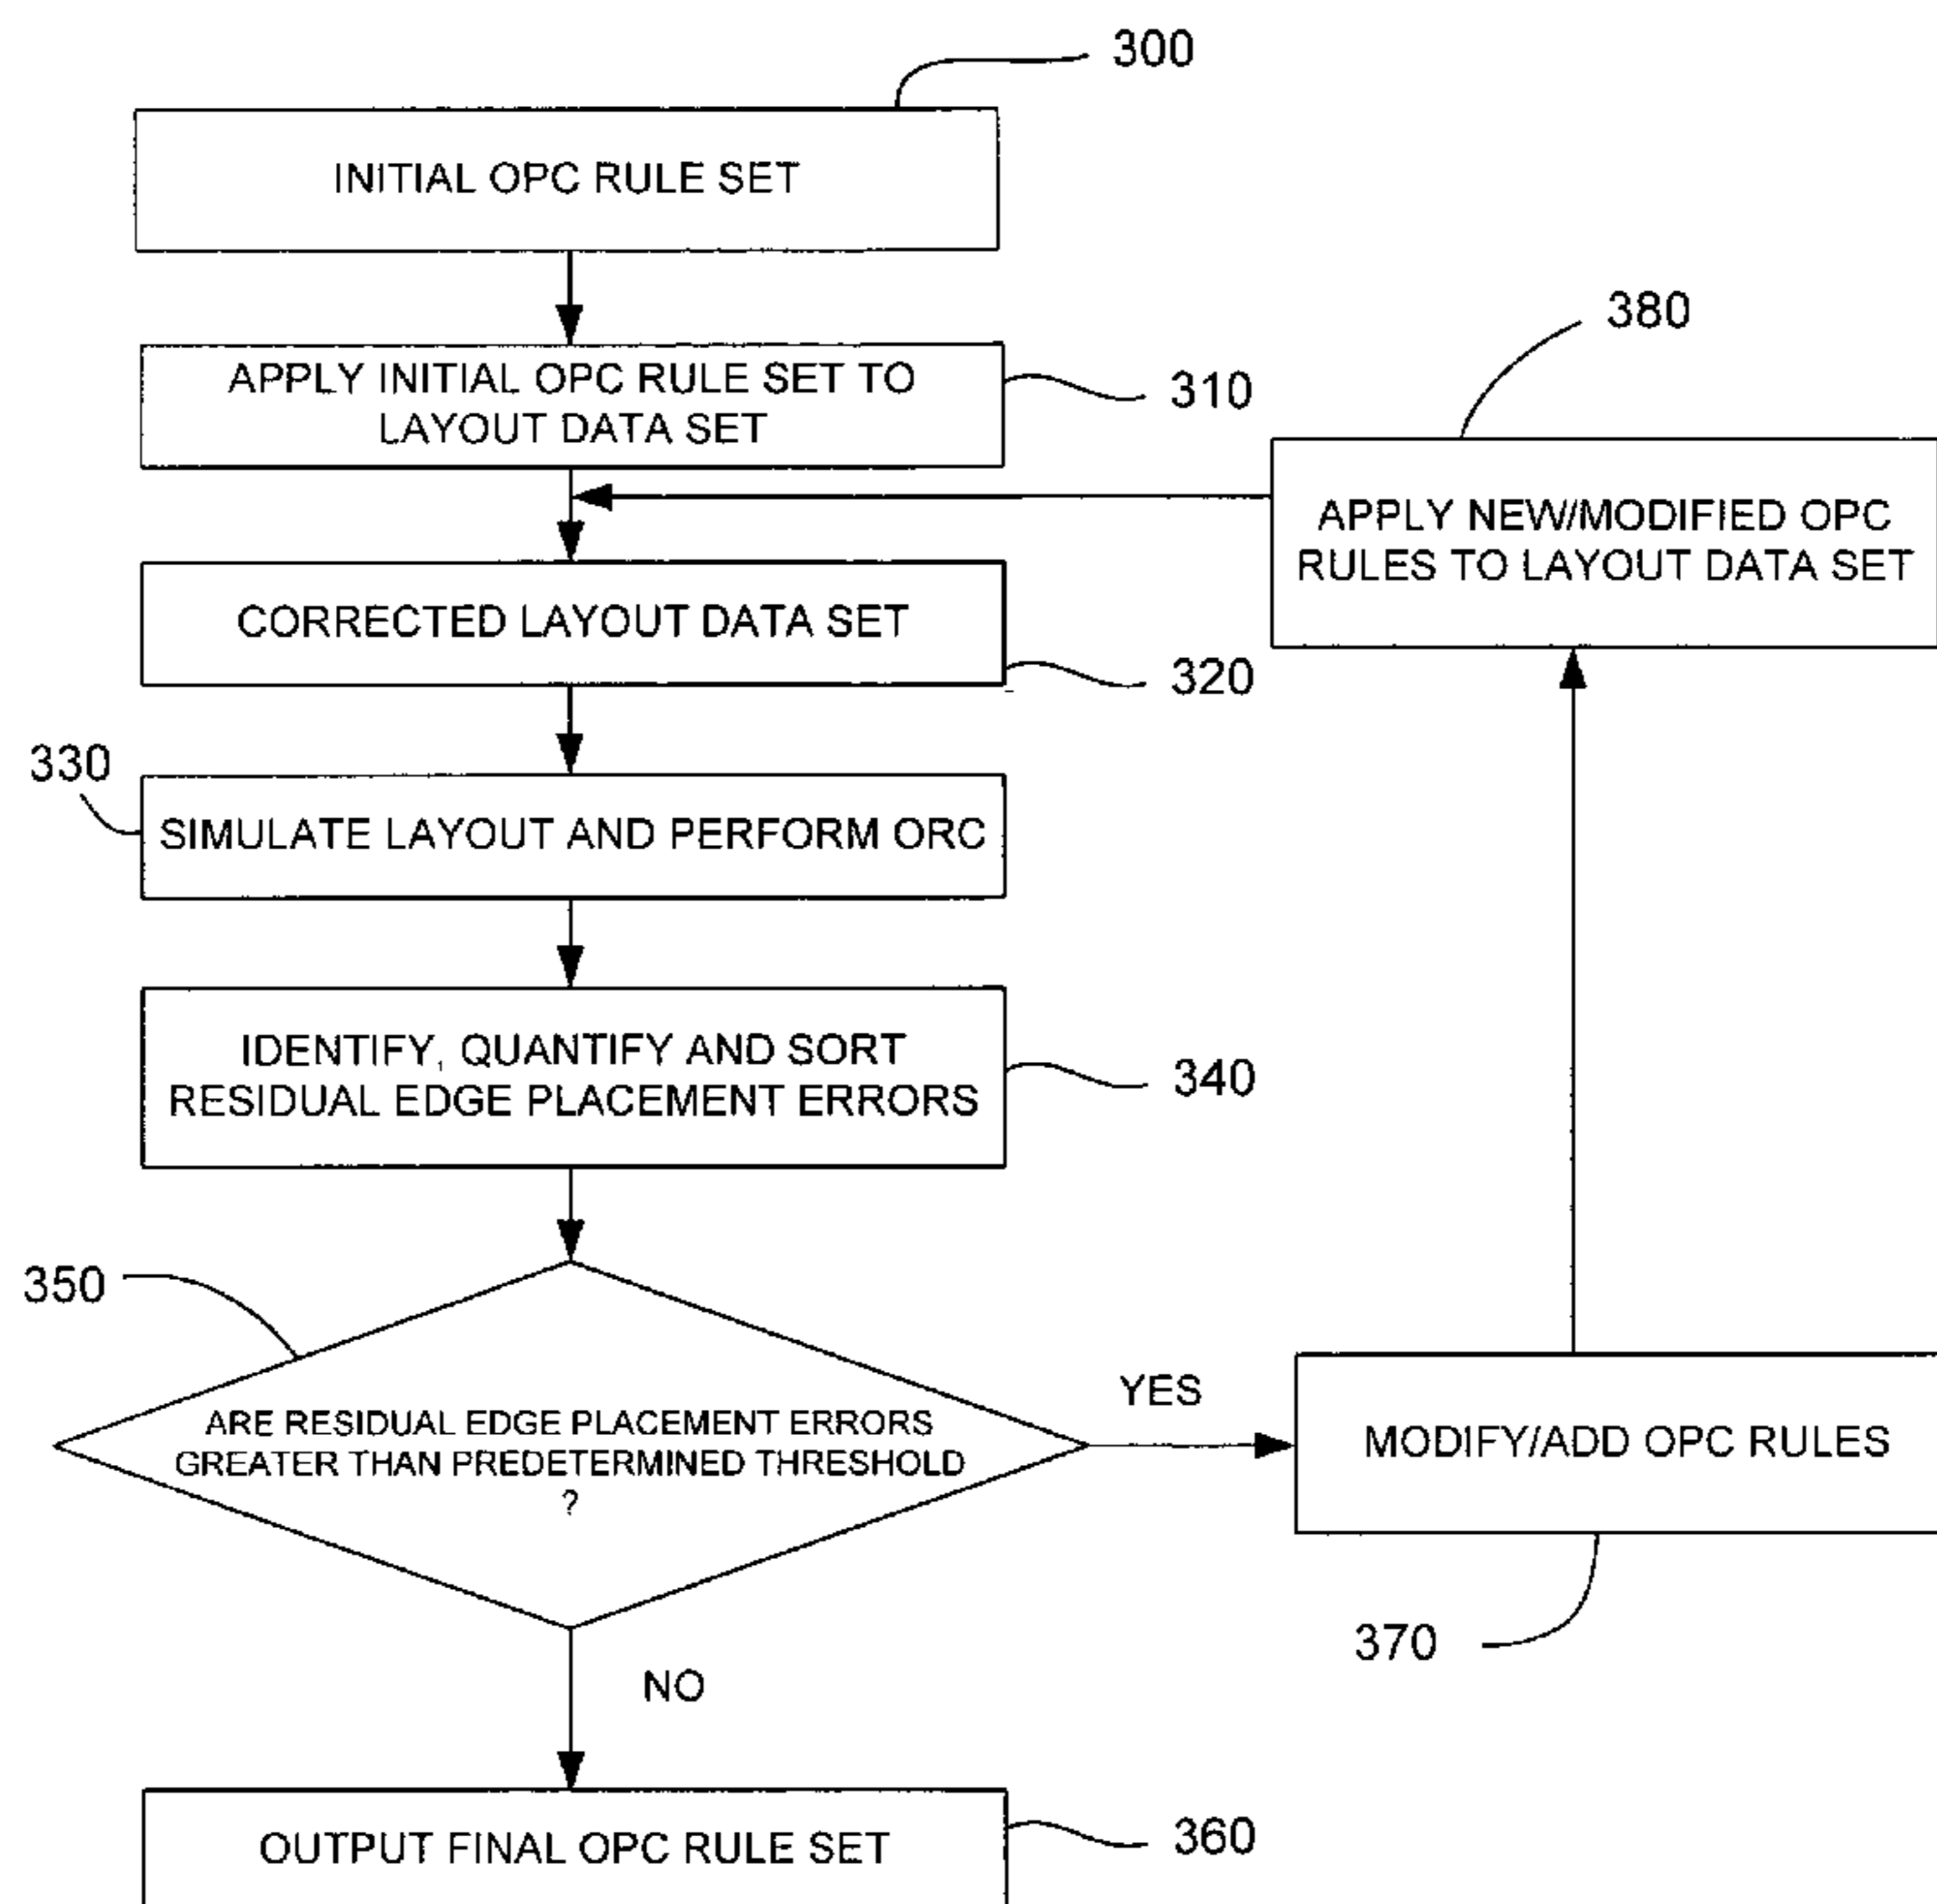 300
INITIAL OPC RULE SET
APPLY INITIAL OPC RULE SET TO
LAYOUT DATA SET
310
380
APPLY NEW/MODIFIED OPC
RULES TO LAYOUT DATA SET
CORRECTED LAYOUT DATA SET
320
330
SIMULATE LAYOUT AND PERFORM ORC
IDENTIFY, QUANTIFY AND SORT
RESIDUAL EDGE PLACEMENT ERRORS
340
350
ARE RESIDUAL EDGE PLACEMENT ERRORS
GREATER THAN PREDETERMINED THRESHOLD
?
YES
MODIFY/ADD OPC RULES
370
NO
OUTPUT FINAL OPC RULE SET
360